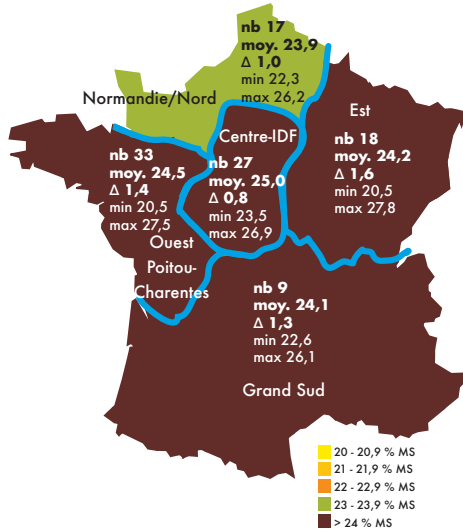 nb 17
moy. 23,9
Δ 1,0
min 22,3
max 26,2
Normandie/Nord
Est
nb 18
moy. 24,2
Δ 1,6
min 20,5
max 27,8
Centre-IDF
nb 27
moy. 25,0
Δ 0,8
min 23,5
max 26,9
nb 33
moy. 24,5
Δ 1,4
min 20,5
max 27,5
Ouest
Poitou-
Charentes
nb 9
moy. 24,1
Δ 1,3
min 22,6
max 26,1
Grand Sud
20 - 20,9 % MS
21 - 21,9 % MS
22 - 22,9 % MS
23 - 23,9 % MS
> 24 % MS